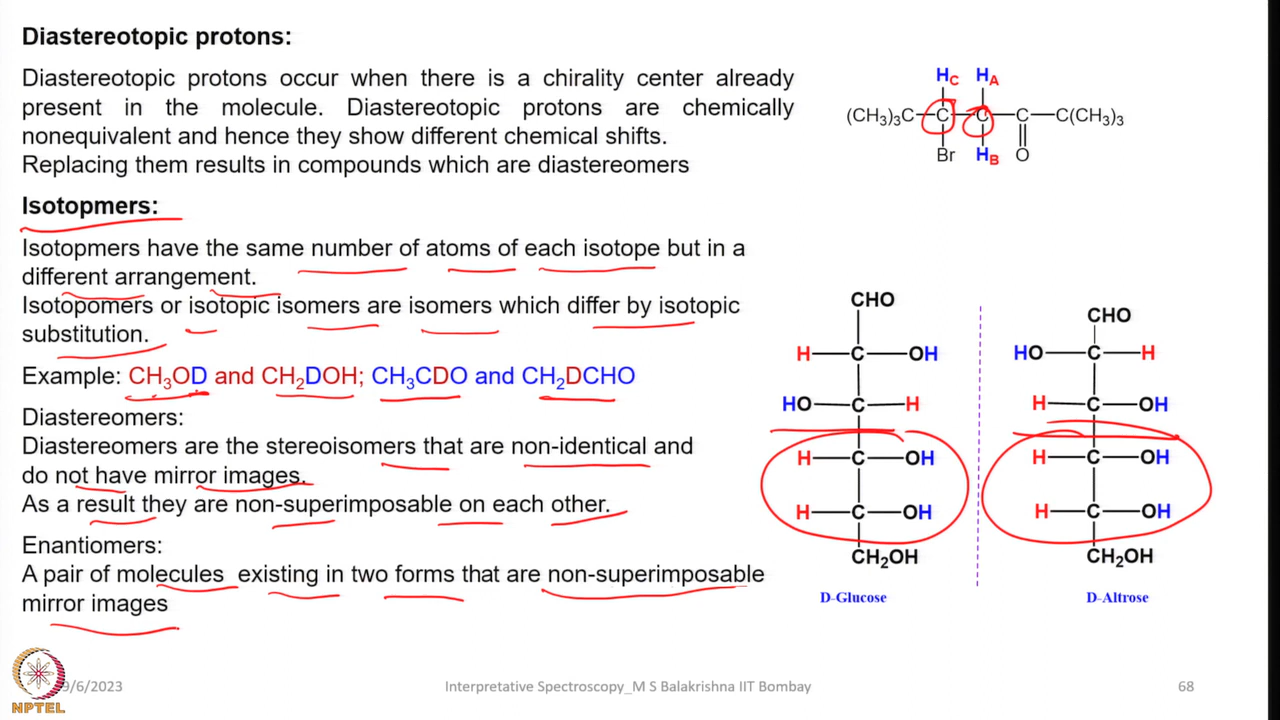 Diastereotopic protons:
Diastereotopic protons occur when there is a chirality center already
present in the molecule. Diastereotopic protons are chemically
nonequivalent and hence they show different chemical shifts.
Replacing them results in compounds which are diastereomers
HC HA
(CH3)3C C C C C(CH3)3
Br HB O
Isotopmers:
Isotopmers have the same number of atoms of each isotope but in a
different arrangement.
Isotopomers or isotopic isomers are isomers which differ by isotopic
substitution.
Example: CH3OD and CH2DOH; CH3CDO and CH2DCHO
Diastereomers:
Diastereomers are the stereoisomers that are non-identical and
do not have mirror images.
As a result they are non-superimposable on each other.
Enantiomers:
A pair of molecules existing in two forms that are non-superimposable
mirror images
CHO
H C OH
HO C H
H C OH
H C OH
CH2OH
D-Glucose
CHO
HO C H
H C OH
H C OH
H C OH
CH2OH
D-Altrose
9/6/2023
Interpretative Spectroscopy_M S Balakrishna IIT Bombay
68
NPTEL